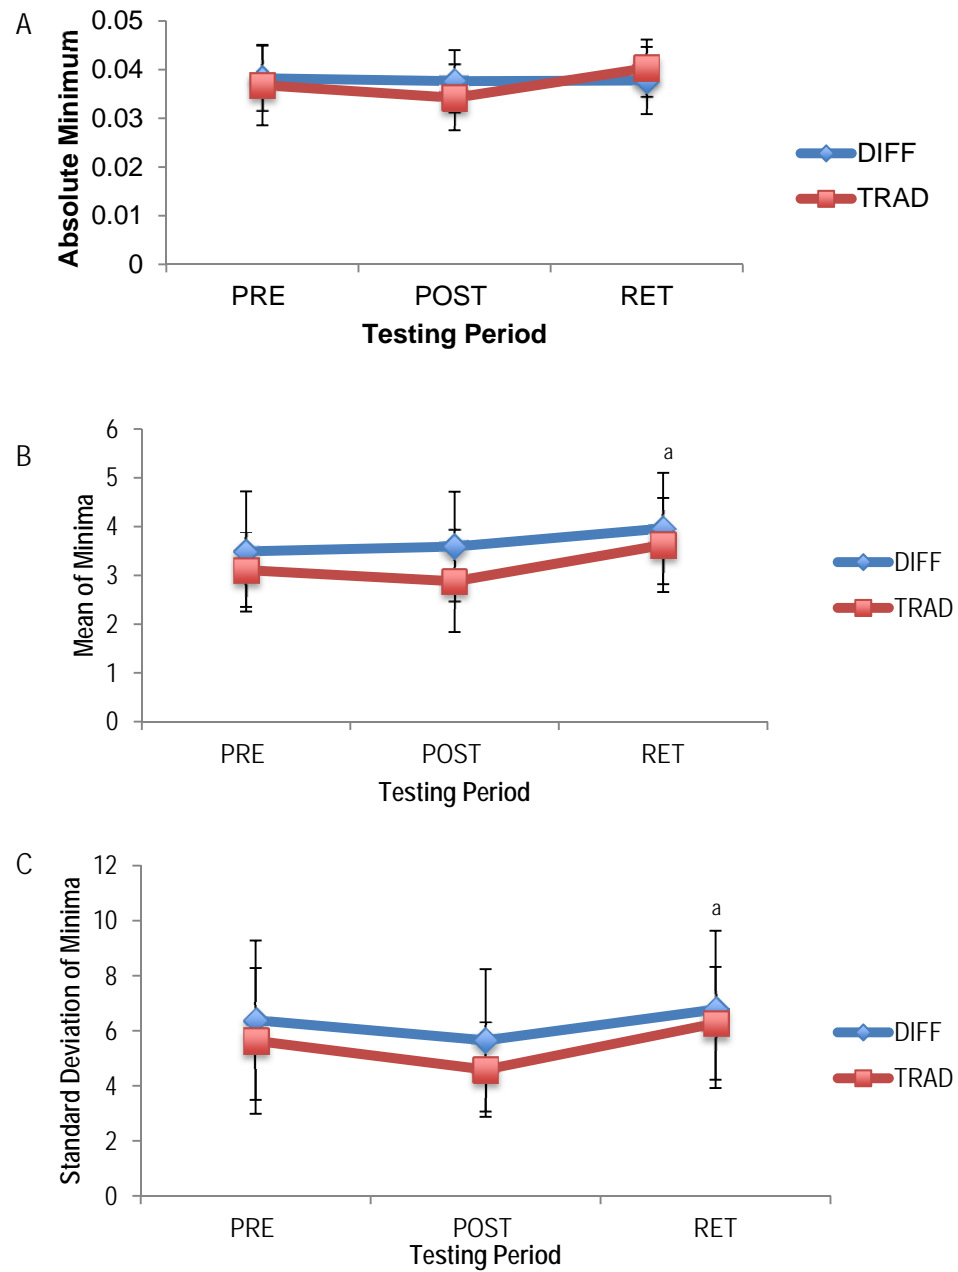 A
0.05
0.04
0.03
0.02
0.01
0
Absolute Minimum
PRE POST RET
Testing Period
DIFF
TRAD
B
6
5
4
3
2
1
0
Mean of Minima
a
PRE POST RET
Testing Period
DIFF
TRAD
C
12
10
8
6
4
2
0
Standard Deviation of Minima
a
PRE POST RET
Testing Period
DIFF
TRAD